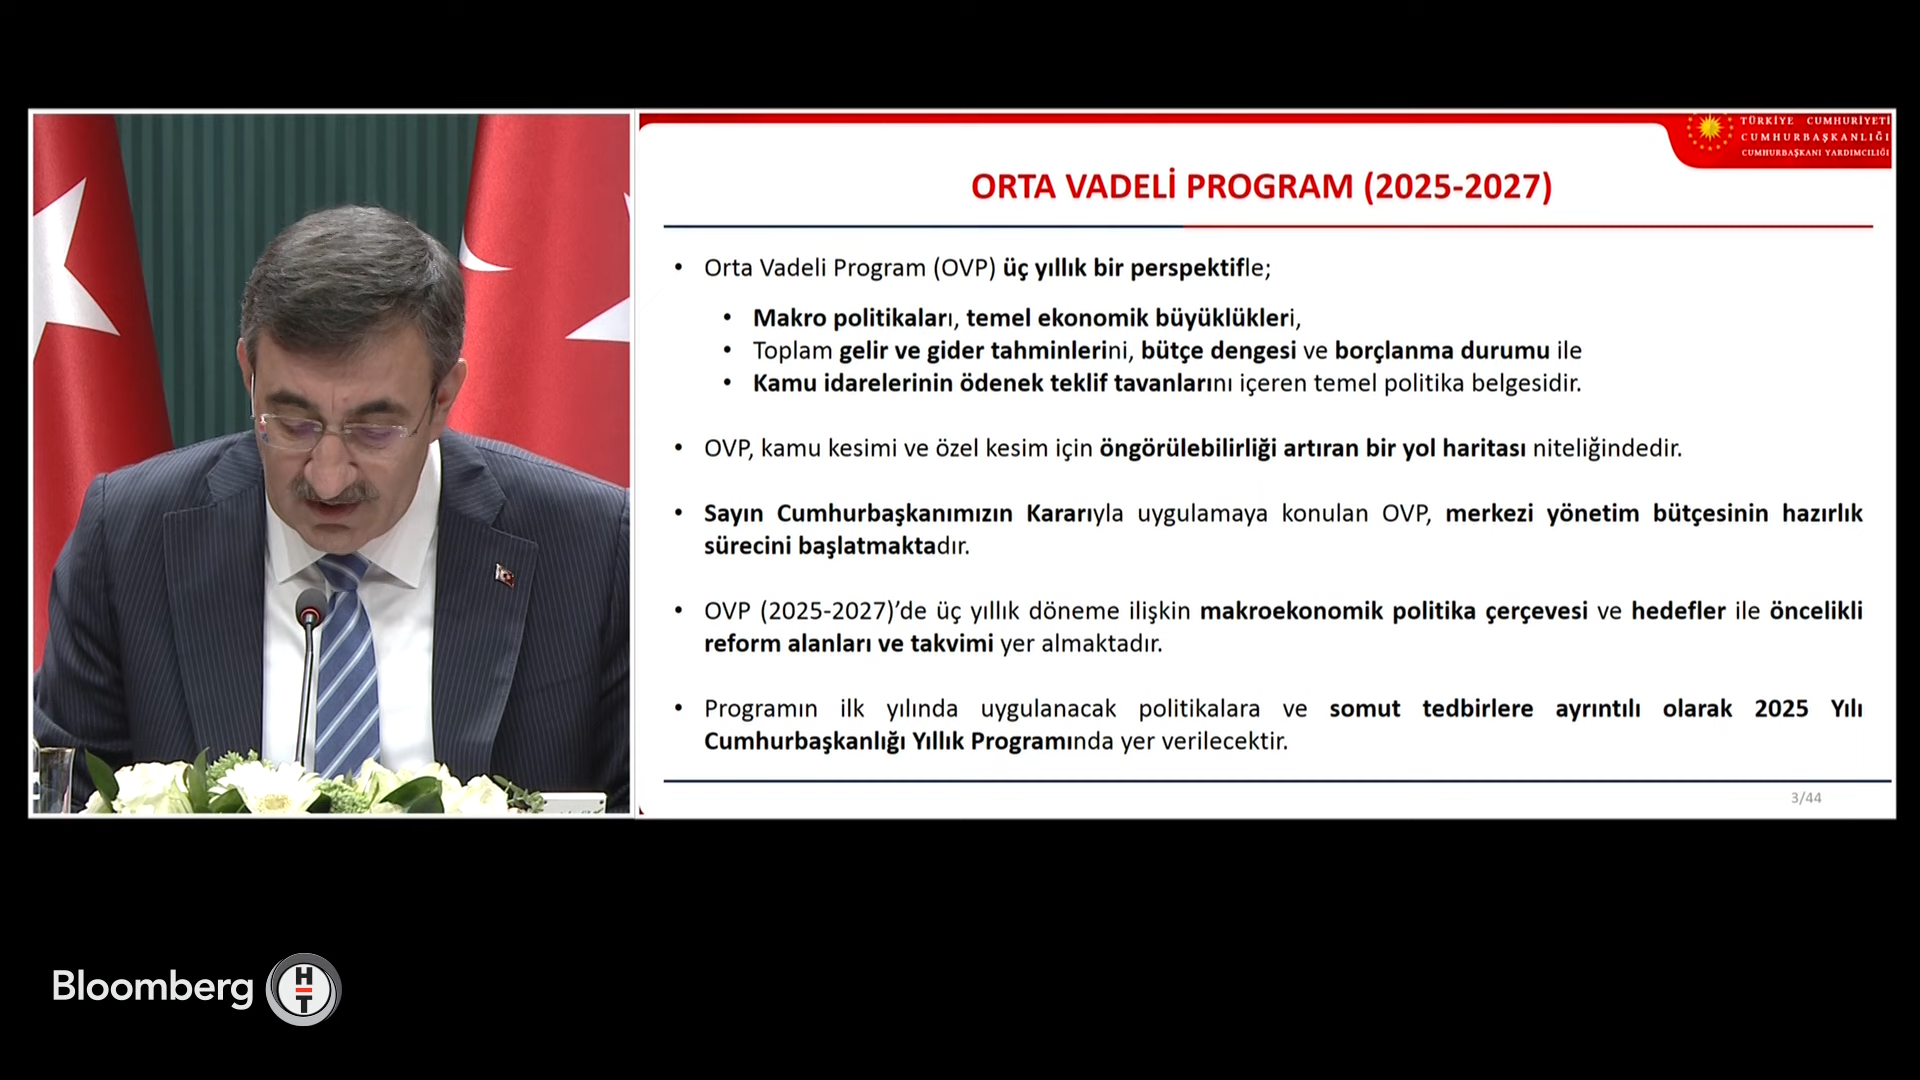 TÜRKİYE CUMHURİYETİ
CUMHURBAŞKANLIĞI
CUMHURBAŞKANI YARDIMCILIĞI
ORTA VADELİ PROGRAM (2025-2027)
• Orta Vadeli Program (OVP) üç yıllık bir perspektifle;
• Makro politikaları, temel ekonomik büyüklükleri,
• Toplam gelir ve gider tahminlerini, bütçe dengesi ve borçlanma durumu ile
• Kamu idarelerinin ödenek teklif tavanlarını içeren temel politika belgesidir.
• OVP, kamu kesimi ve özel kesim için öngörülebilirliği artıran bir yol haritası niteliğindedir.
• Sayın Cumhurbaşkanımızın Kararıyla uygulamaya konulan OVP, merkezi yönetim bütçesinin hazırlık
sürecini başlatmaktadır.
• OVP (2025-2027)’de üç yıllık döneme ilişkin makroekonomik politika çerçevesi ve hedefler ile öncelikli
reform alanları ve takvimi yer almaktadır.
• Programın ilk yılında uygulanacak politikalara ve somut tedbirlere ayrıntılı olarak 2025 Yılı
Cumhurbaşkanlığı Yıllık Programında yer verilecektir.
3/44
Bloomberg HT